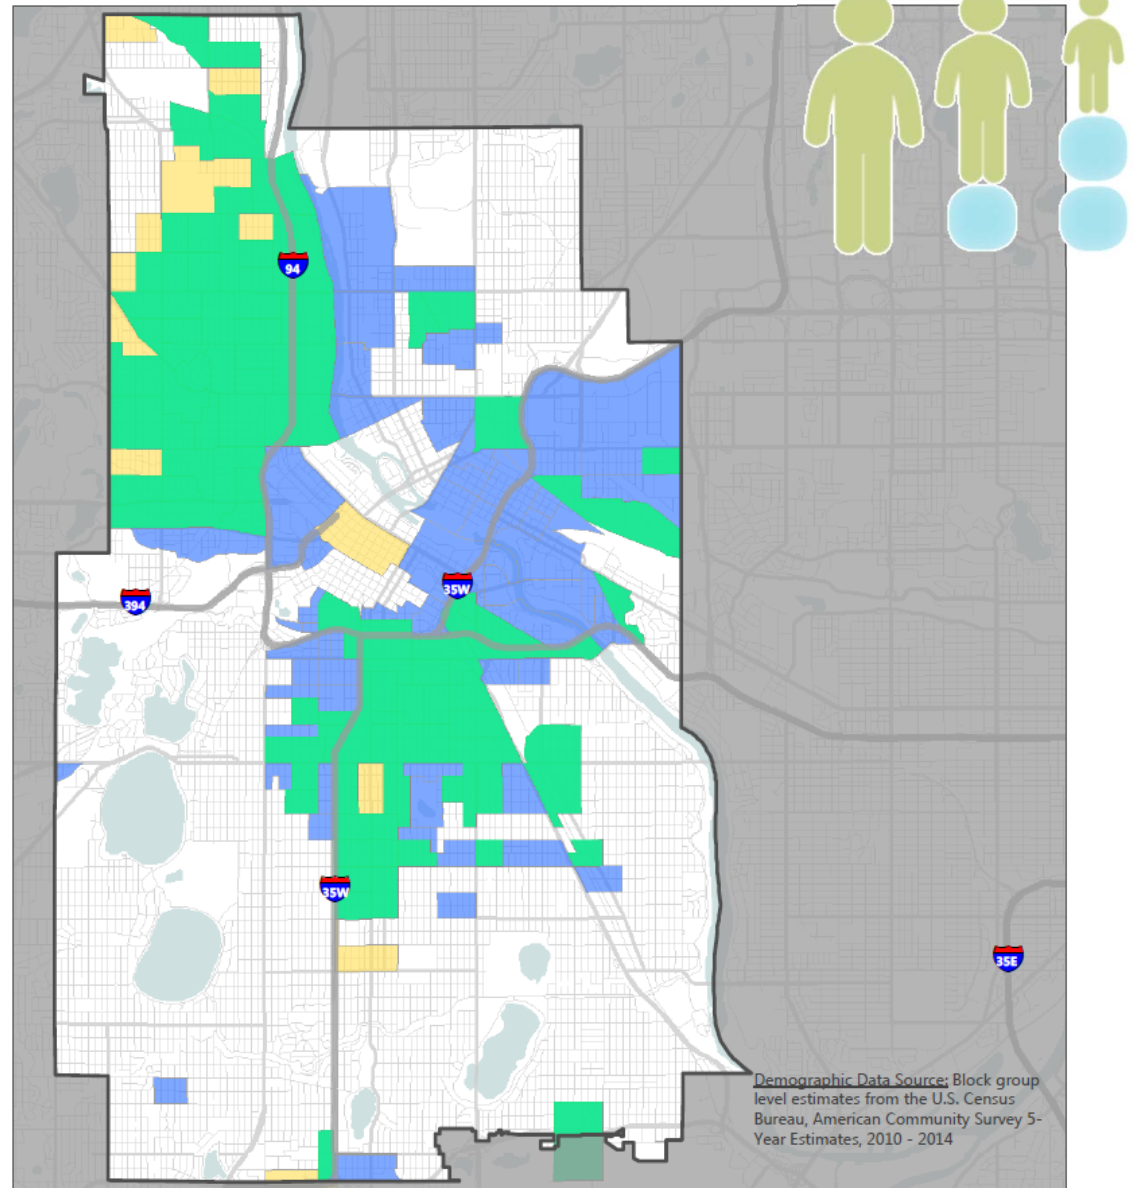 94
35W
394
35W
35E
Demographic Data Source: Block group
level estimates from the U.S. Census
Bureau, American Community Survey 5-
Year Estimates, 2010 - 2014